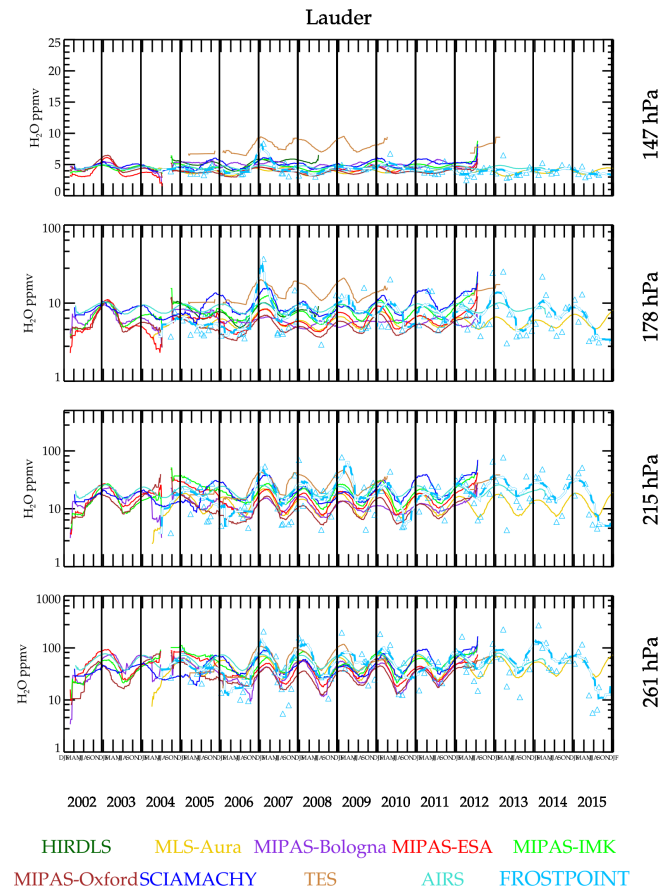 Lauder
25
20
15
10
5
0
H₂O ppmv
147 hPa
100
10
1
H₂O ppmv
178 hPa
100
10
1
H₂O ppmv
215 hPa
1000
100
10
1
H₂O ppmv
261 hPa
2002 2003 2004 2005 2006 2007 2008 2009 2010 2011 2012 2013 2014 2015
HIRDLS MLS-Aura MIPAS-Bologna MIPAS-ESA MIPAS-IMK
MIPAS-Oxford SCIAMACHY TES AIRS FROSTPOINT